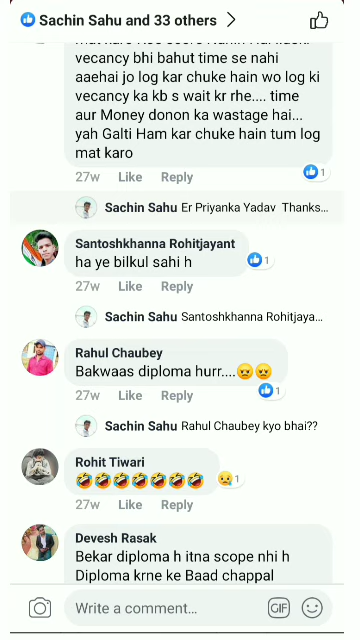 Sachin Sahu and 33 others
vecancy bhi bahut time se nahi
aaehai jo log kar chuke hain wo log ki
vecancy ka kb s wait kr rhe.... time
aur Money donon ka wastage hai...
yah Galti Ham kar chuke hain tum log
mat karo
1
27w Like Reply
Sachin Sahu Er Priyanka Yadav Thanks...
Santoshkhanna Rohitjayant
ha ye bilkul sahi h
1
27w Like Reply
Sachin Sahu Santoshkhanna Rohitjaya...
Rahul Chaubey
Bakwaas diploma hurr....😠😠
1
27w Like Reply
Sachin Sahu Rahul Chaubey kyo bhai??
Rohit Tiwari
🤣🤣🤣🤣🤣🤣🤣
1
27w Like Reply
Devesh Rasak
Bekar diploma h itna scope nhi h
Diploma krne ke Baad chappal
Write a comment...
GIF